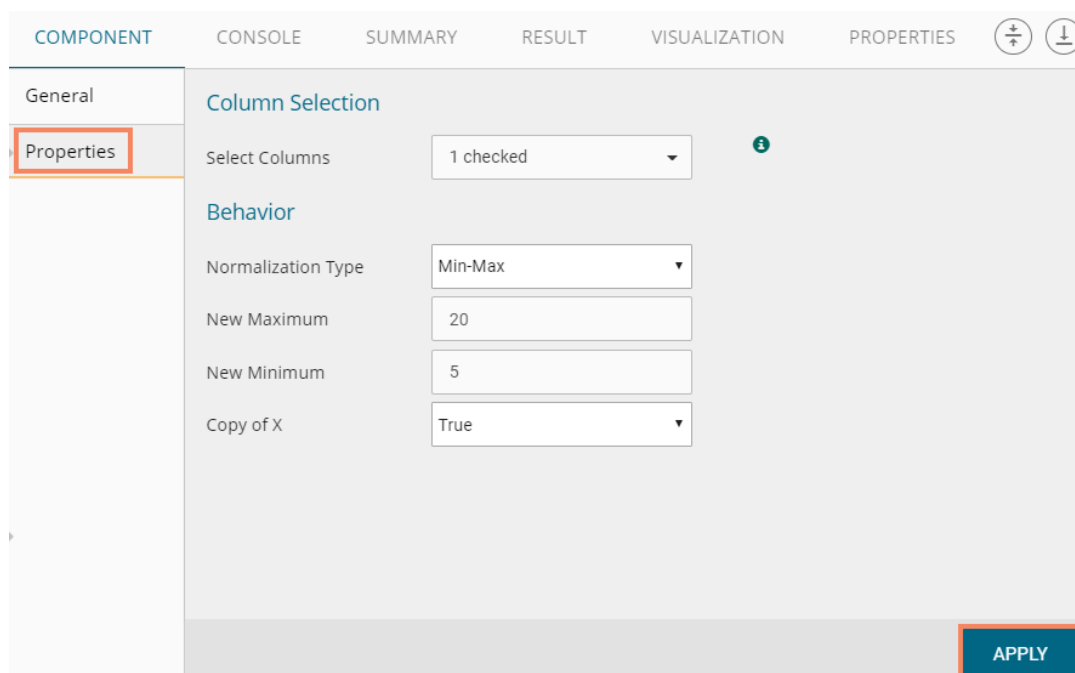 COMPONENT CONSOLE SUMMARY RESULT VISUALIZATION PROPERTIES
General
Column Selection
Properties
Select Columns 1 checked
Behavior
Normalization Type Min-Max
New Maximum 20
New Minimum 5
Copy of X True
APPLY